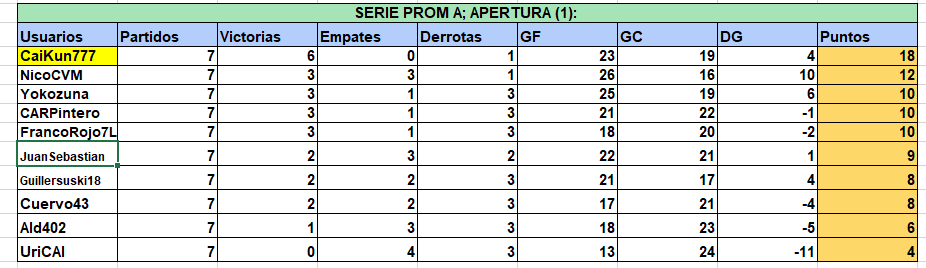 SERIE PROM A; APERTURA (1):
Usuarios Partidos Victorias Empates Derrotas GF GC DG Puntos
CaiKun777 7 6 0 1 23 19 4 18
NicoCVM 7 3 3 1 26 16 10 12
Yokozuna 7 3 1 3 25 19 6 10
CARPintero 7 3 1 3 21 22 -1 10
FrancoRojo7L 7 3 1 3 18 20 -2 10
JuanSebastian 7 2 3 2 22 21 1 9
Guillersuski18 7 2 2 3 21 17 4 8
Cuervo43 7 2 2 3 17 21 -4 8
Ald402 7 1 3 3 18 23 -5 6
UriCAI 7 0 4 3 13 24 -11 4